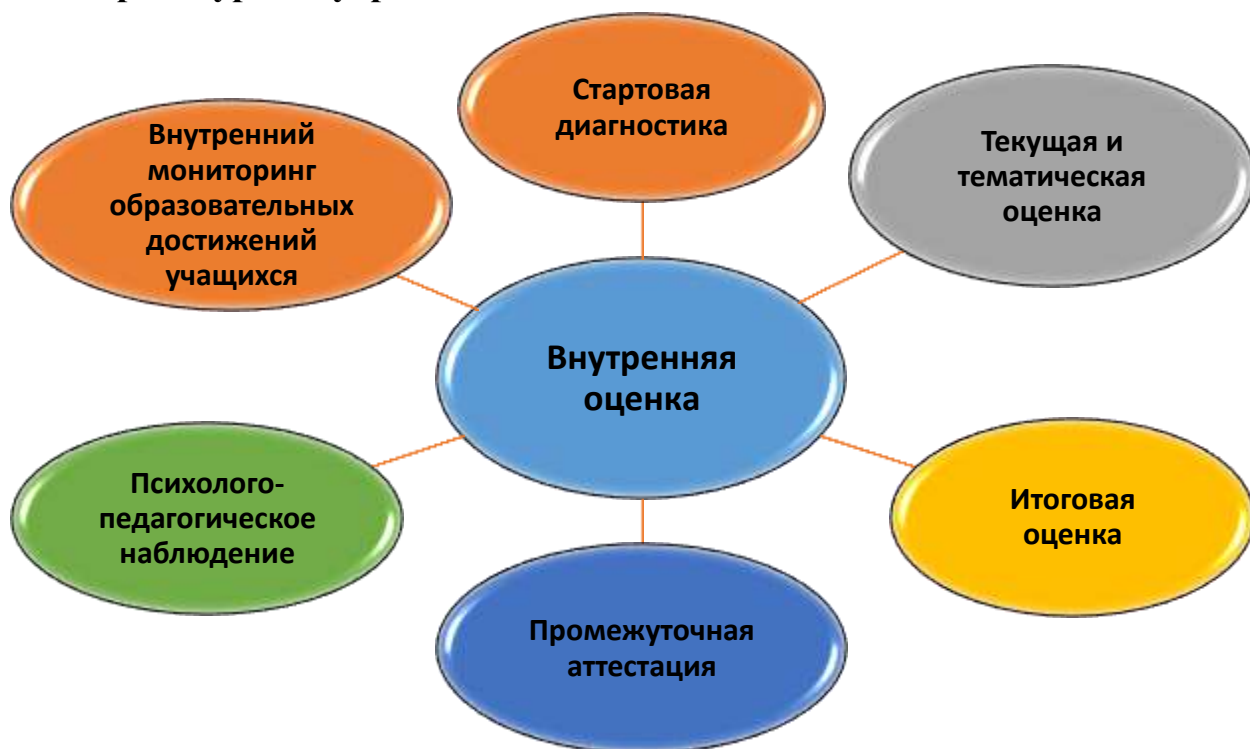 Стартовая
диагностика
Внутренний
мониторинг
образовательных
достижений
учащихся
Текущая и
тематическая
оценка
Внутренняя
оценка
Психолого-
педагогическое
наблюдение
Итоговая
оценка
Промежуточная
аттестация